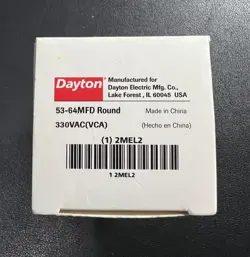 Dayton® Manufactured for
Dayton Electric Mfg. Co.,
Lake Forest , IL 60045 USA
53-64MFD Round Made in China
330VAC(VCA) (Hecho en China)
(1) 2MEL2
1 2MEL2